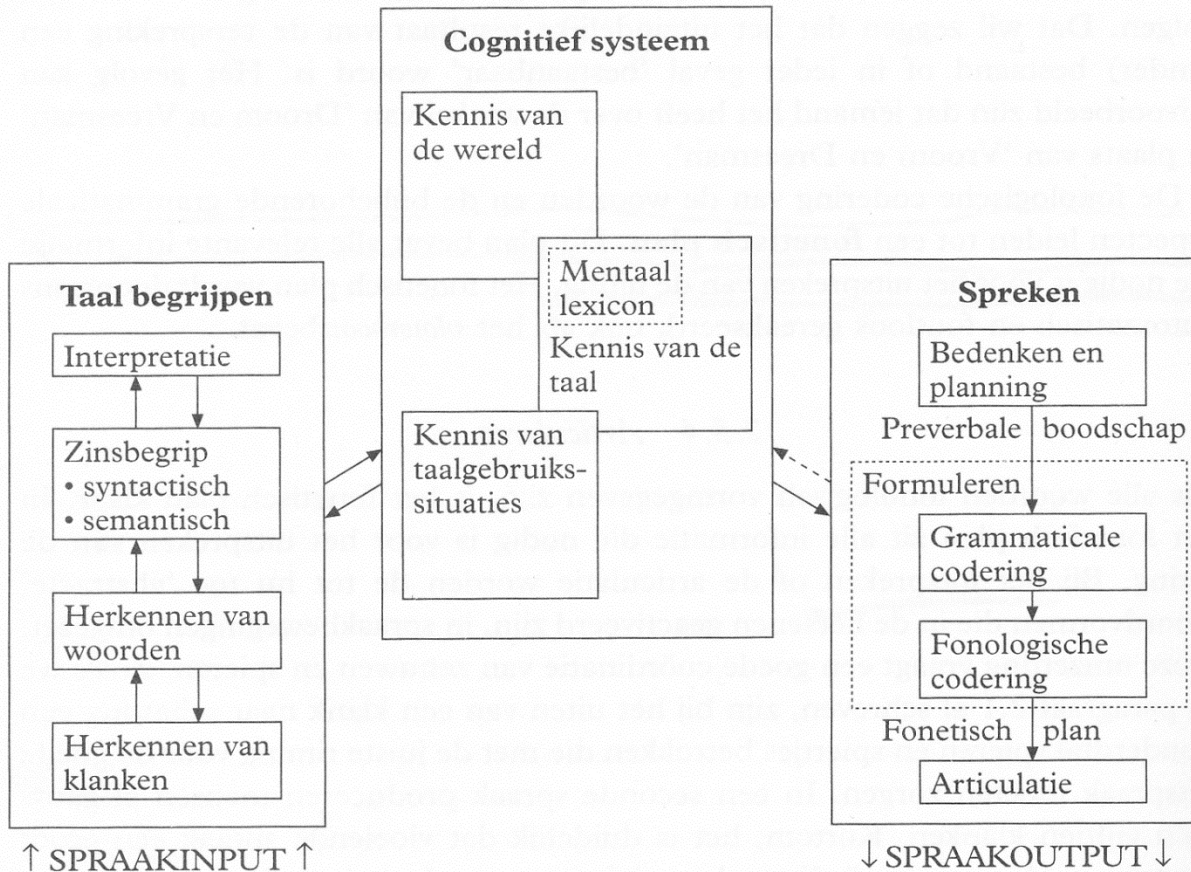 Cognitief systeem
Kennis van
de wereld
Mentaal
lexicon
Kennis van de
taal
Kennis van
taalgebruiks-
situaties
Taal begrijpen
Interpretatie
Zinsbegrip
• syntactisch
• semantisch
Herkennen van
woorden
Herkennen van
klanken
↑ SPRAAKINPUT ↑
Spreken
Bedenken en
planning
Preverbale boodschap
Formuleren
Grammaticale
codering
Fonologische
codering
Fonetisch plan
Articulatie
↓ SPRAAKOUTPUT ↓